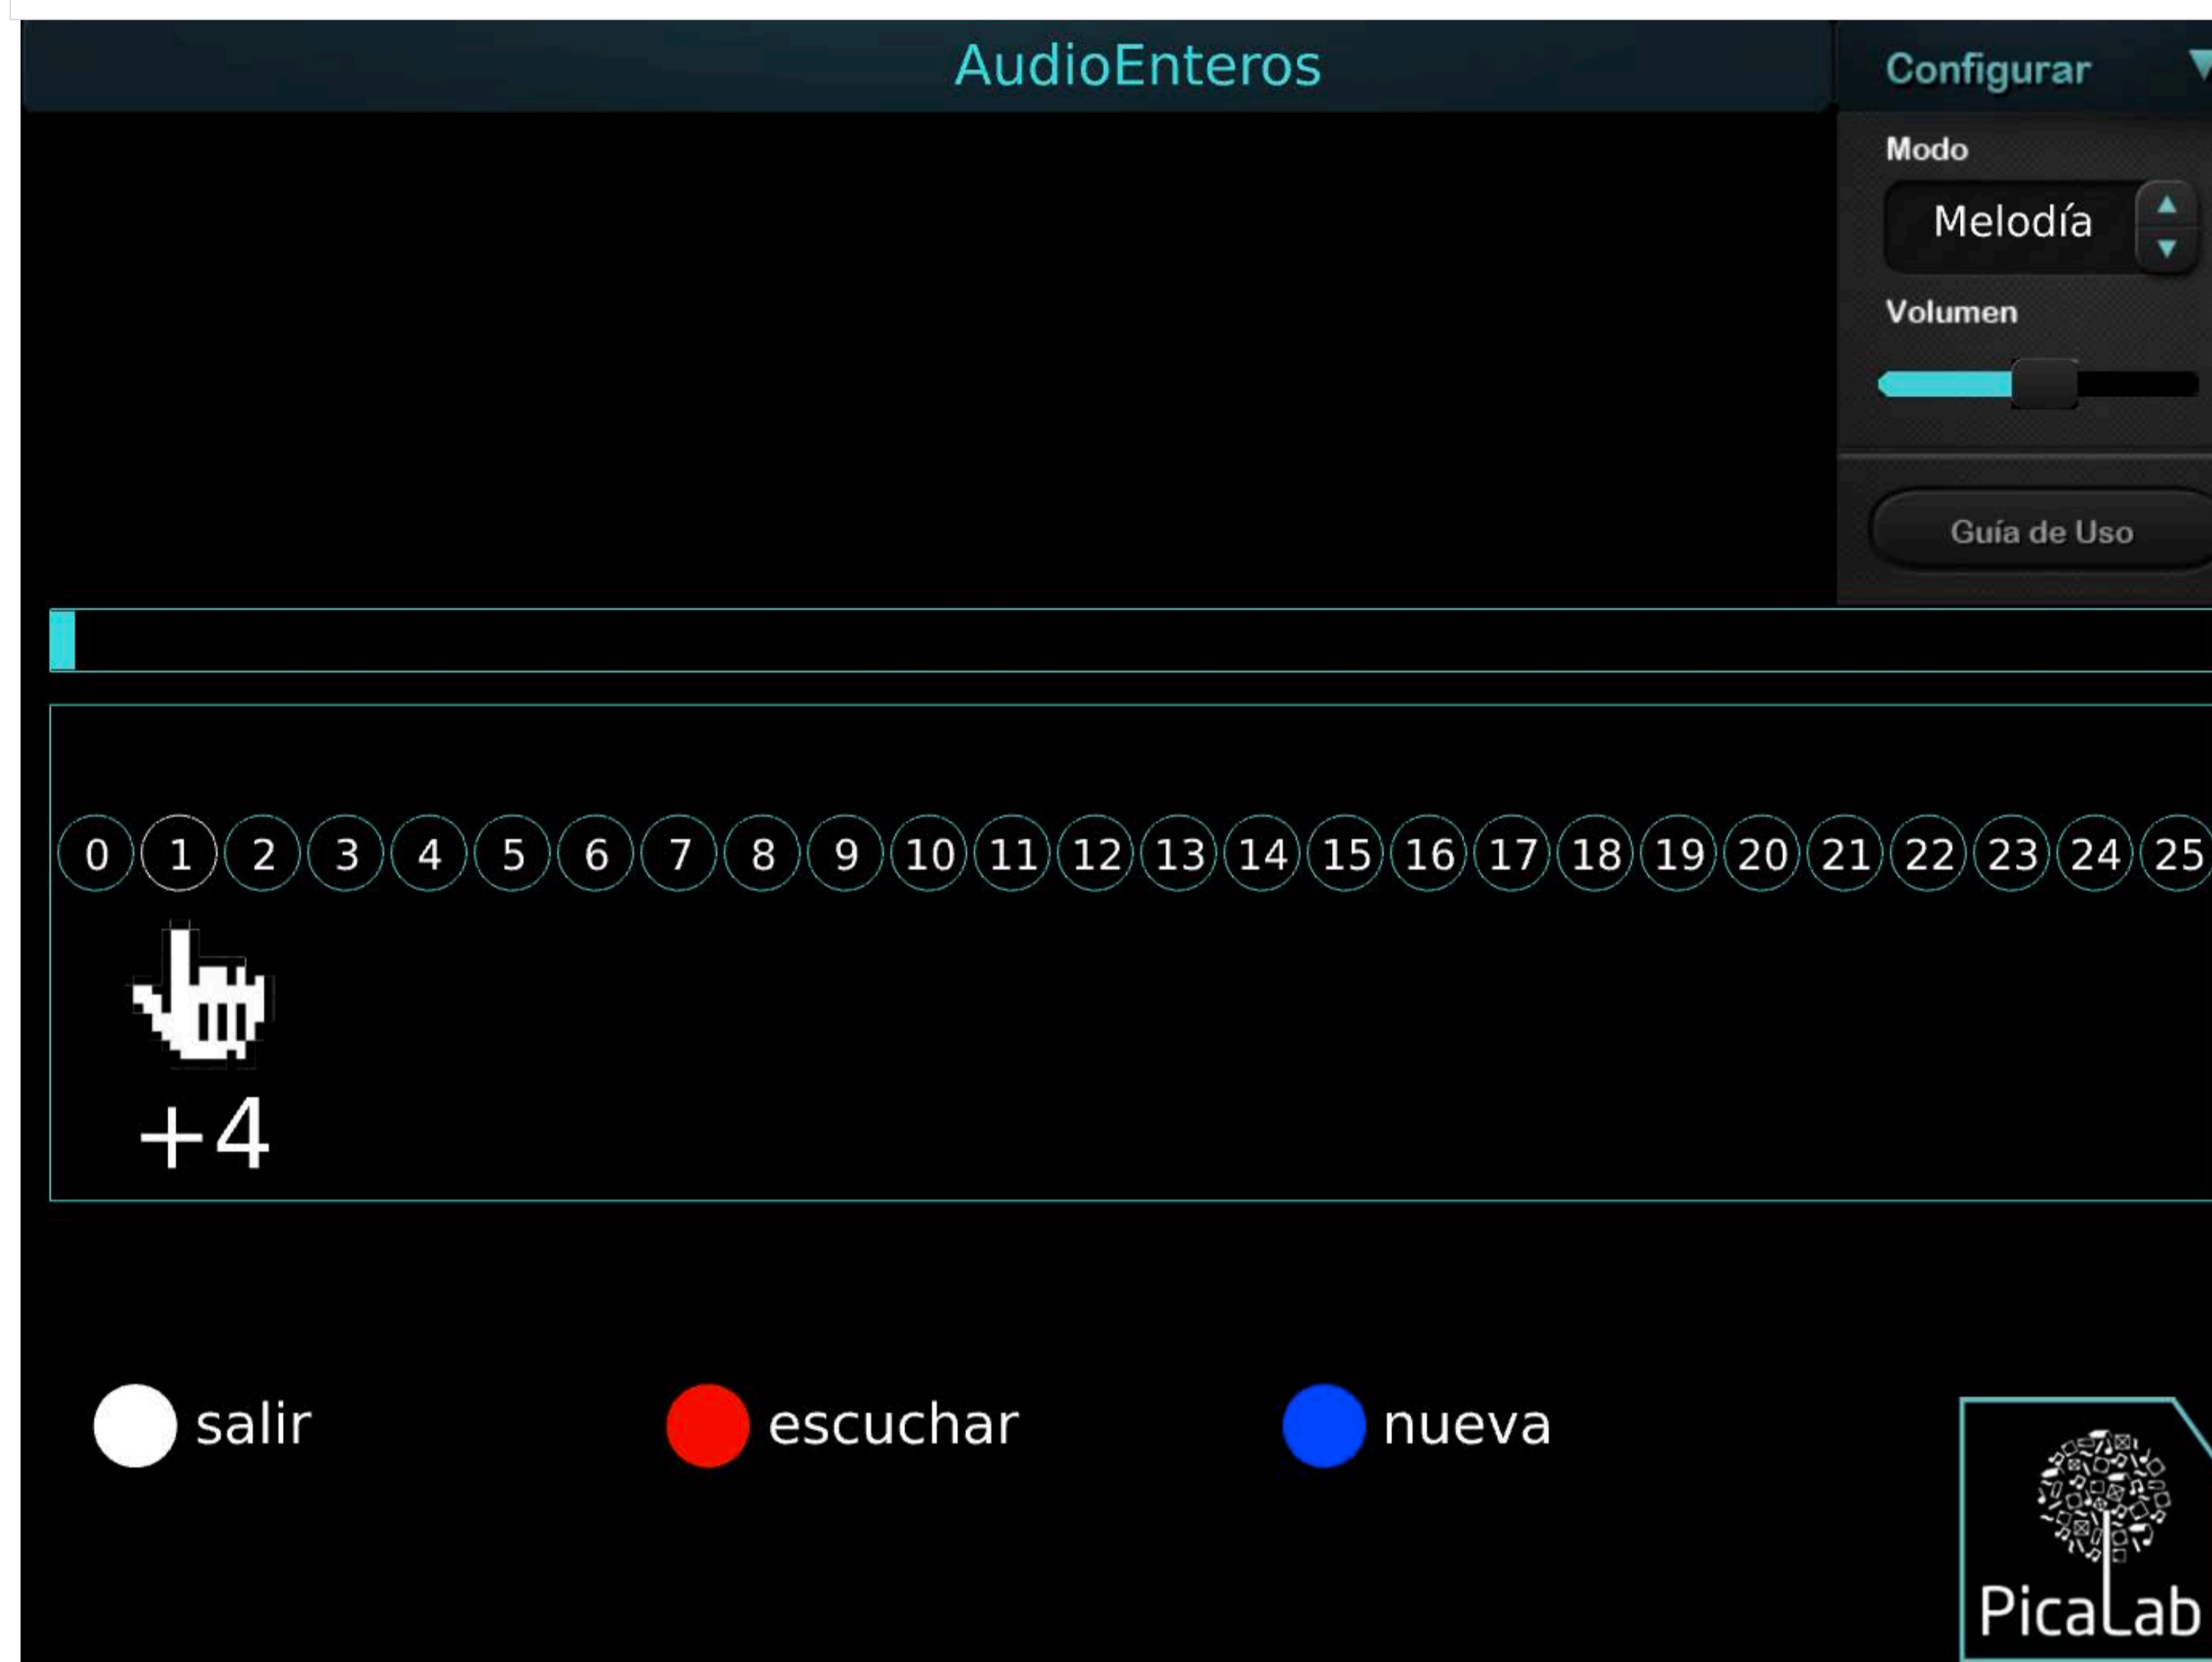 AudioEnteros
Configurar
Modo
Melodía
Volumen
Guía de Uso
0 1 2 3 4 5 6 7 8 9 10 11 12 13 14 15 16 17 18 19 20 21 22 23 24 25
+4
salir
escuchar
nueva
PicaLab